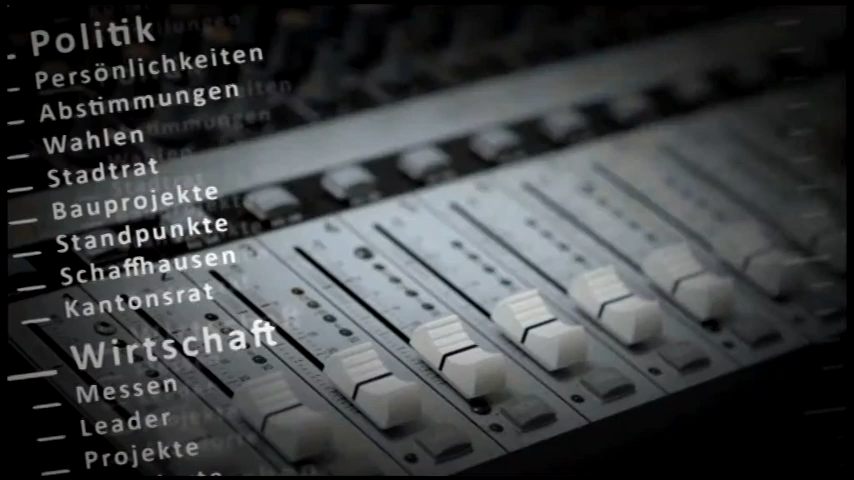 Politik
Persönlichkeiten
Abstimmungen
Wahlen
Stadtrat
Bauprojekte
Standpunkte
Schaffhausen
Kantonsrat
Wirtschaft
Messen
Leader
Projekte